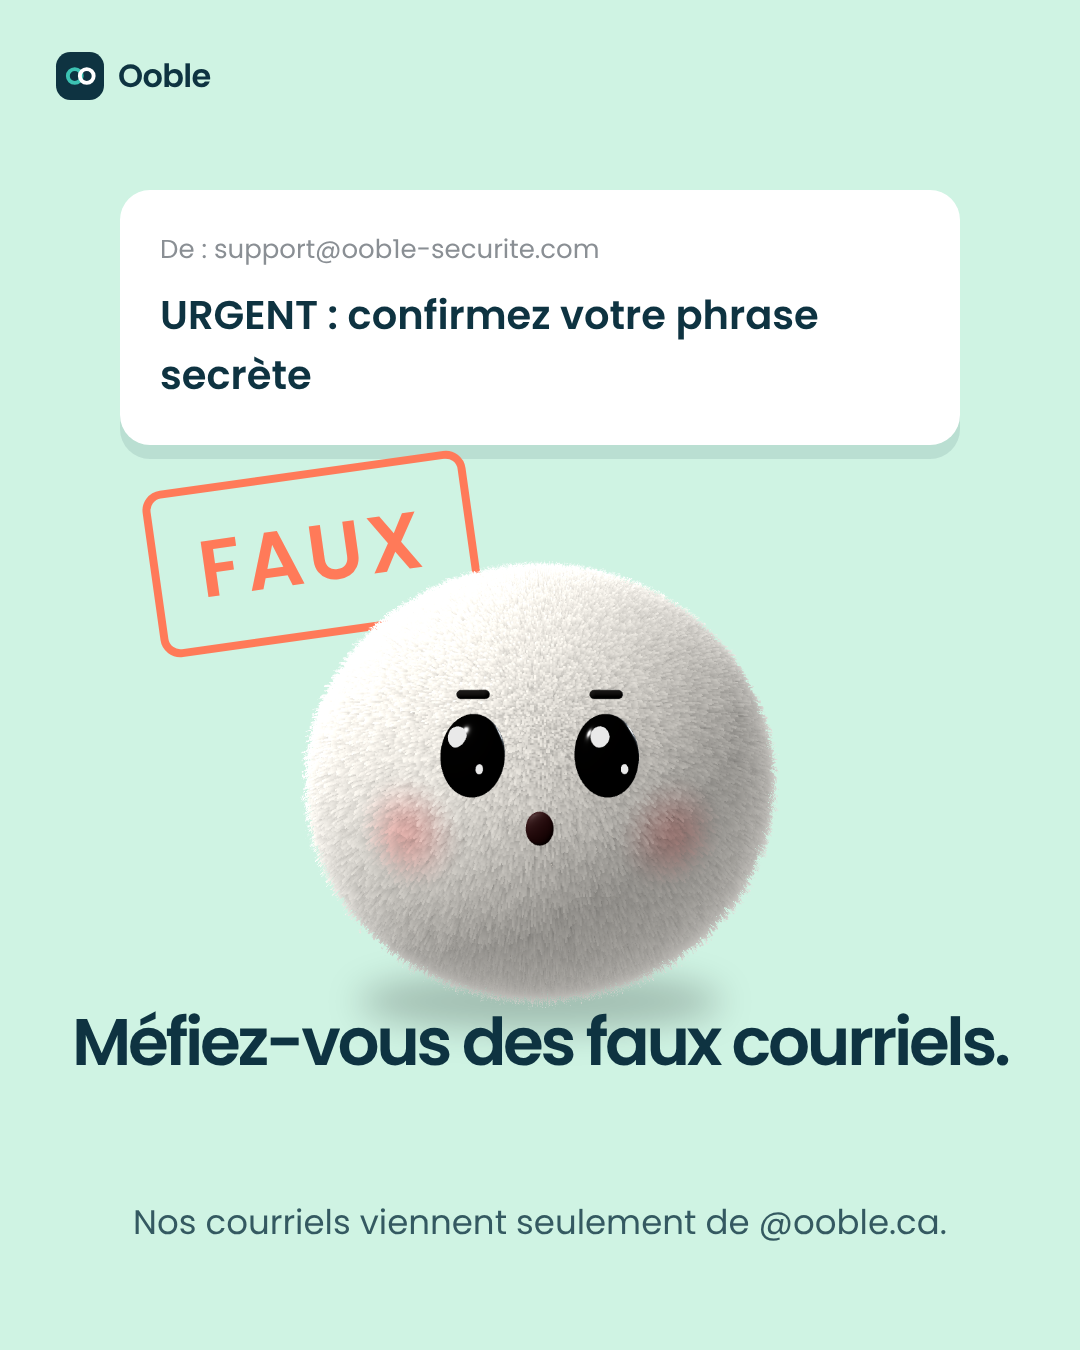 Ooble
De : support@oob1e-securite.com
URGENT : confirmez votre phrase
secrète
FAUX
Méfiez-vous des faux courriels.
Nos courriels viennent seulement de @ooble.ca.